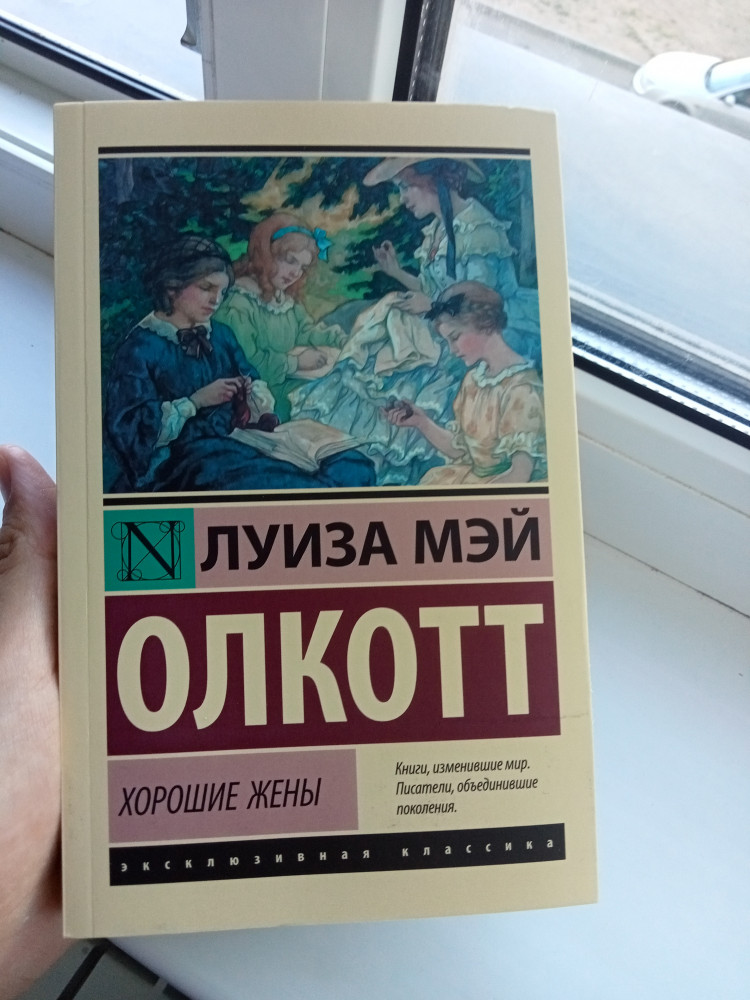 N ЛУИЗА МЭЙ
ОЛКОТТ
ХОРОШИЕ ЖЕНЫ
Книги, изменившие мир.
Писатели, объединившие
поколения.
эксклюзивная классика